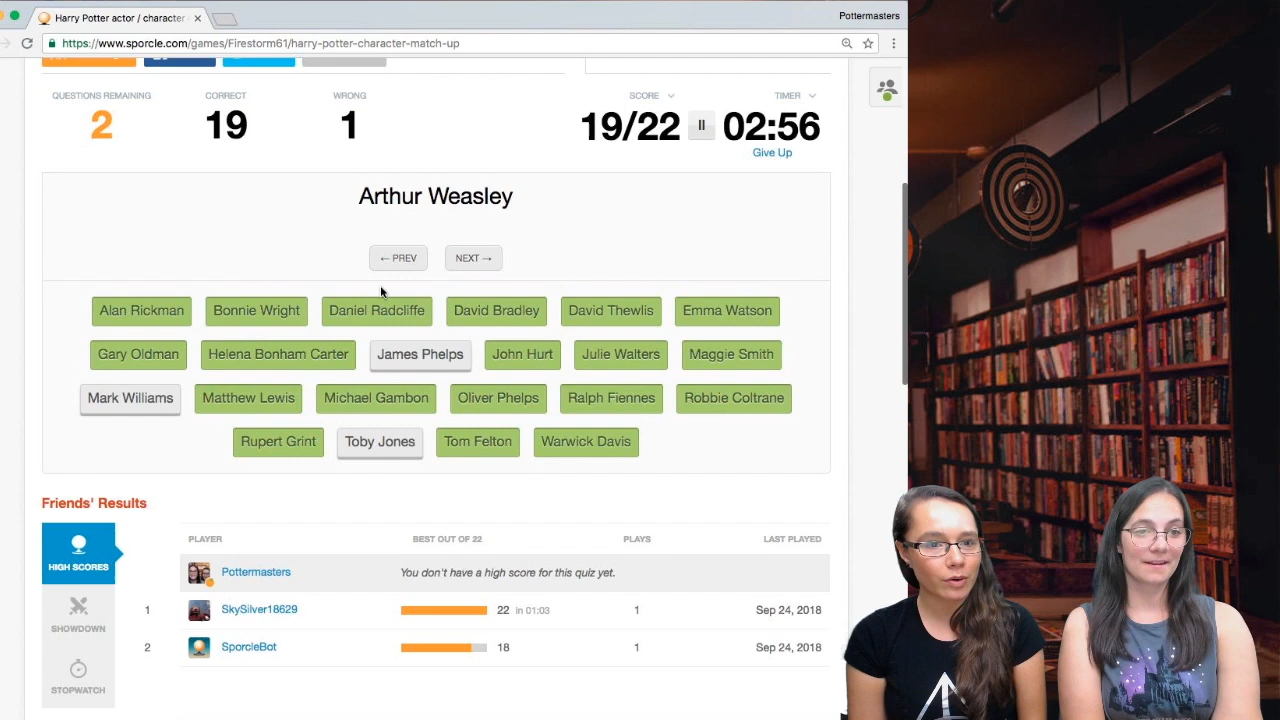 Harry Potter actor / character
Pottermasters
https://www.sporcle.com/games/Firestorm61/harry-potter-character-match-up
QUESTIONS REMAINING CORRECT WRONG SCORE TIMER
2 19 1 19/22 02:56
Give Up
Arthur Weasley
← PREV NEXT →
Alan Rickman Bonnie Wright Daniel Radcliffe David Bradley David Thewlis Emma Watson
Gary Oldman Helena Bonham Carter James Phelps John Hurt Julie Walters Maggie Smith
Mark Williams Matthew Lewis Michael Gambon Oliver Phelps Ralph Fiennes Robbie Coltrane
Rupert Grint Toby Jones Tom Felton Warwick Davis
Friends' Results
HIGH SCORES
SHOWDOWN
STOPWATCH
PLAYER BEST OUT OF 22 PLAYS LAST PLAYED
Pottermasters You don't have a high score for this quiz yet.
1 SkySilver18629 22 in 01:03 1 Sep 24, 2018
2 SporcleBot 18 1 Sep 24, 2018